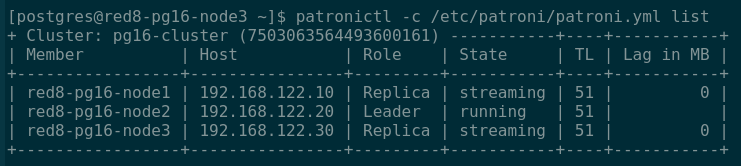 [postgres@red8-pg16-node3 ~]$ patronictl -c /etc/patroni/patroni.yml list
+ Cluster: pg16-cluster (7503063564493600161) -----------+----+-----------+
| Member          | Host           | Role    | State     | TL | Lag in MB |
+-----------------+----------------+---------+-----------+----+-----------+
| red8-pg16-node1 | 192.168.122.10 | Replica | streaming | 51 |         0 |
| red8-pg16-node2 | 192.168.122.20 | Leader  | running   | 51 |           |
| red8-pg16-node3 | 192.168.122.30 | Replica | streaming | 51 |         0 |
+-----------------+----------------+---------+-----------+----+-----------+